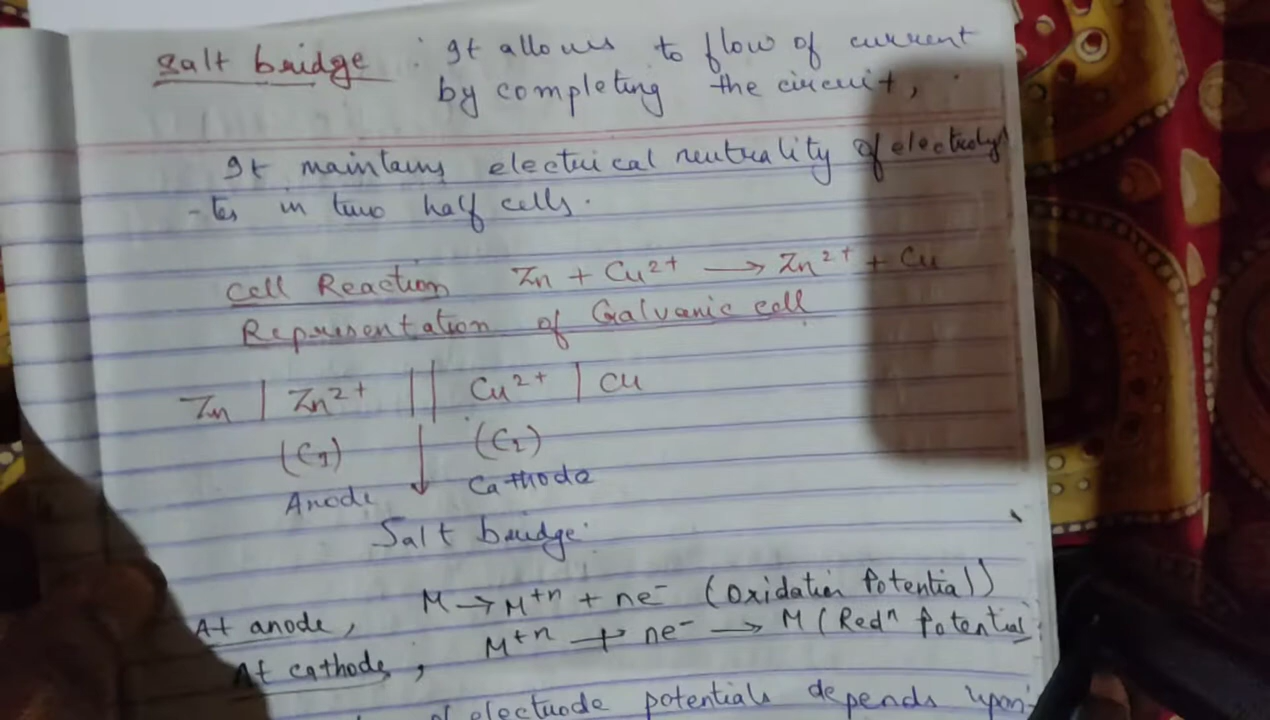 Salt bridge : It allows to flow of current
by completing the circuit,
It maintains electrical neutrality of electroly
-tes in two half cells.
Cell Reaction Zn + Cu²⁺ → Zn²⁺ + Cu
Representation of Galvanic cell
Zn | Zn²⁺ || Cu²⁺ | Cu
(C₁) ↓ (C₂)
Anode Cathode
Salt bridge
At anode, M → M⁺ⁿ + ne⁻ (Oxidation Potential)
At cathode, M⁺ⁿ + ne⁻ → M (Redⁿ Potential)
of electrode potentials depends upon